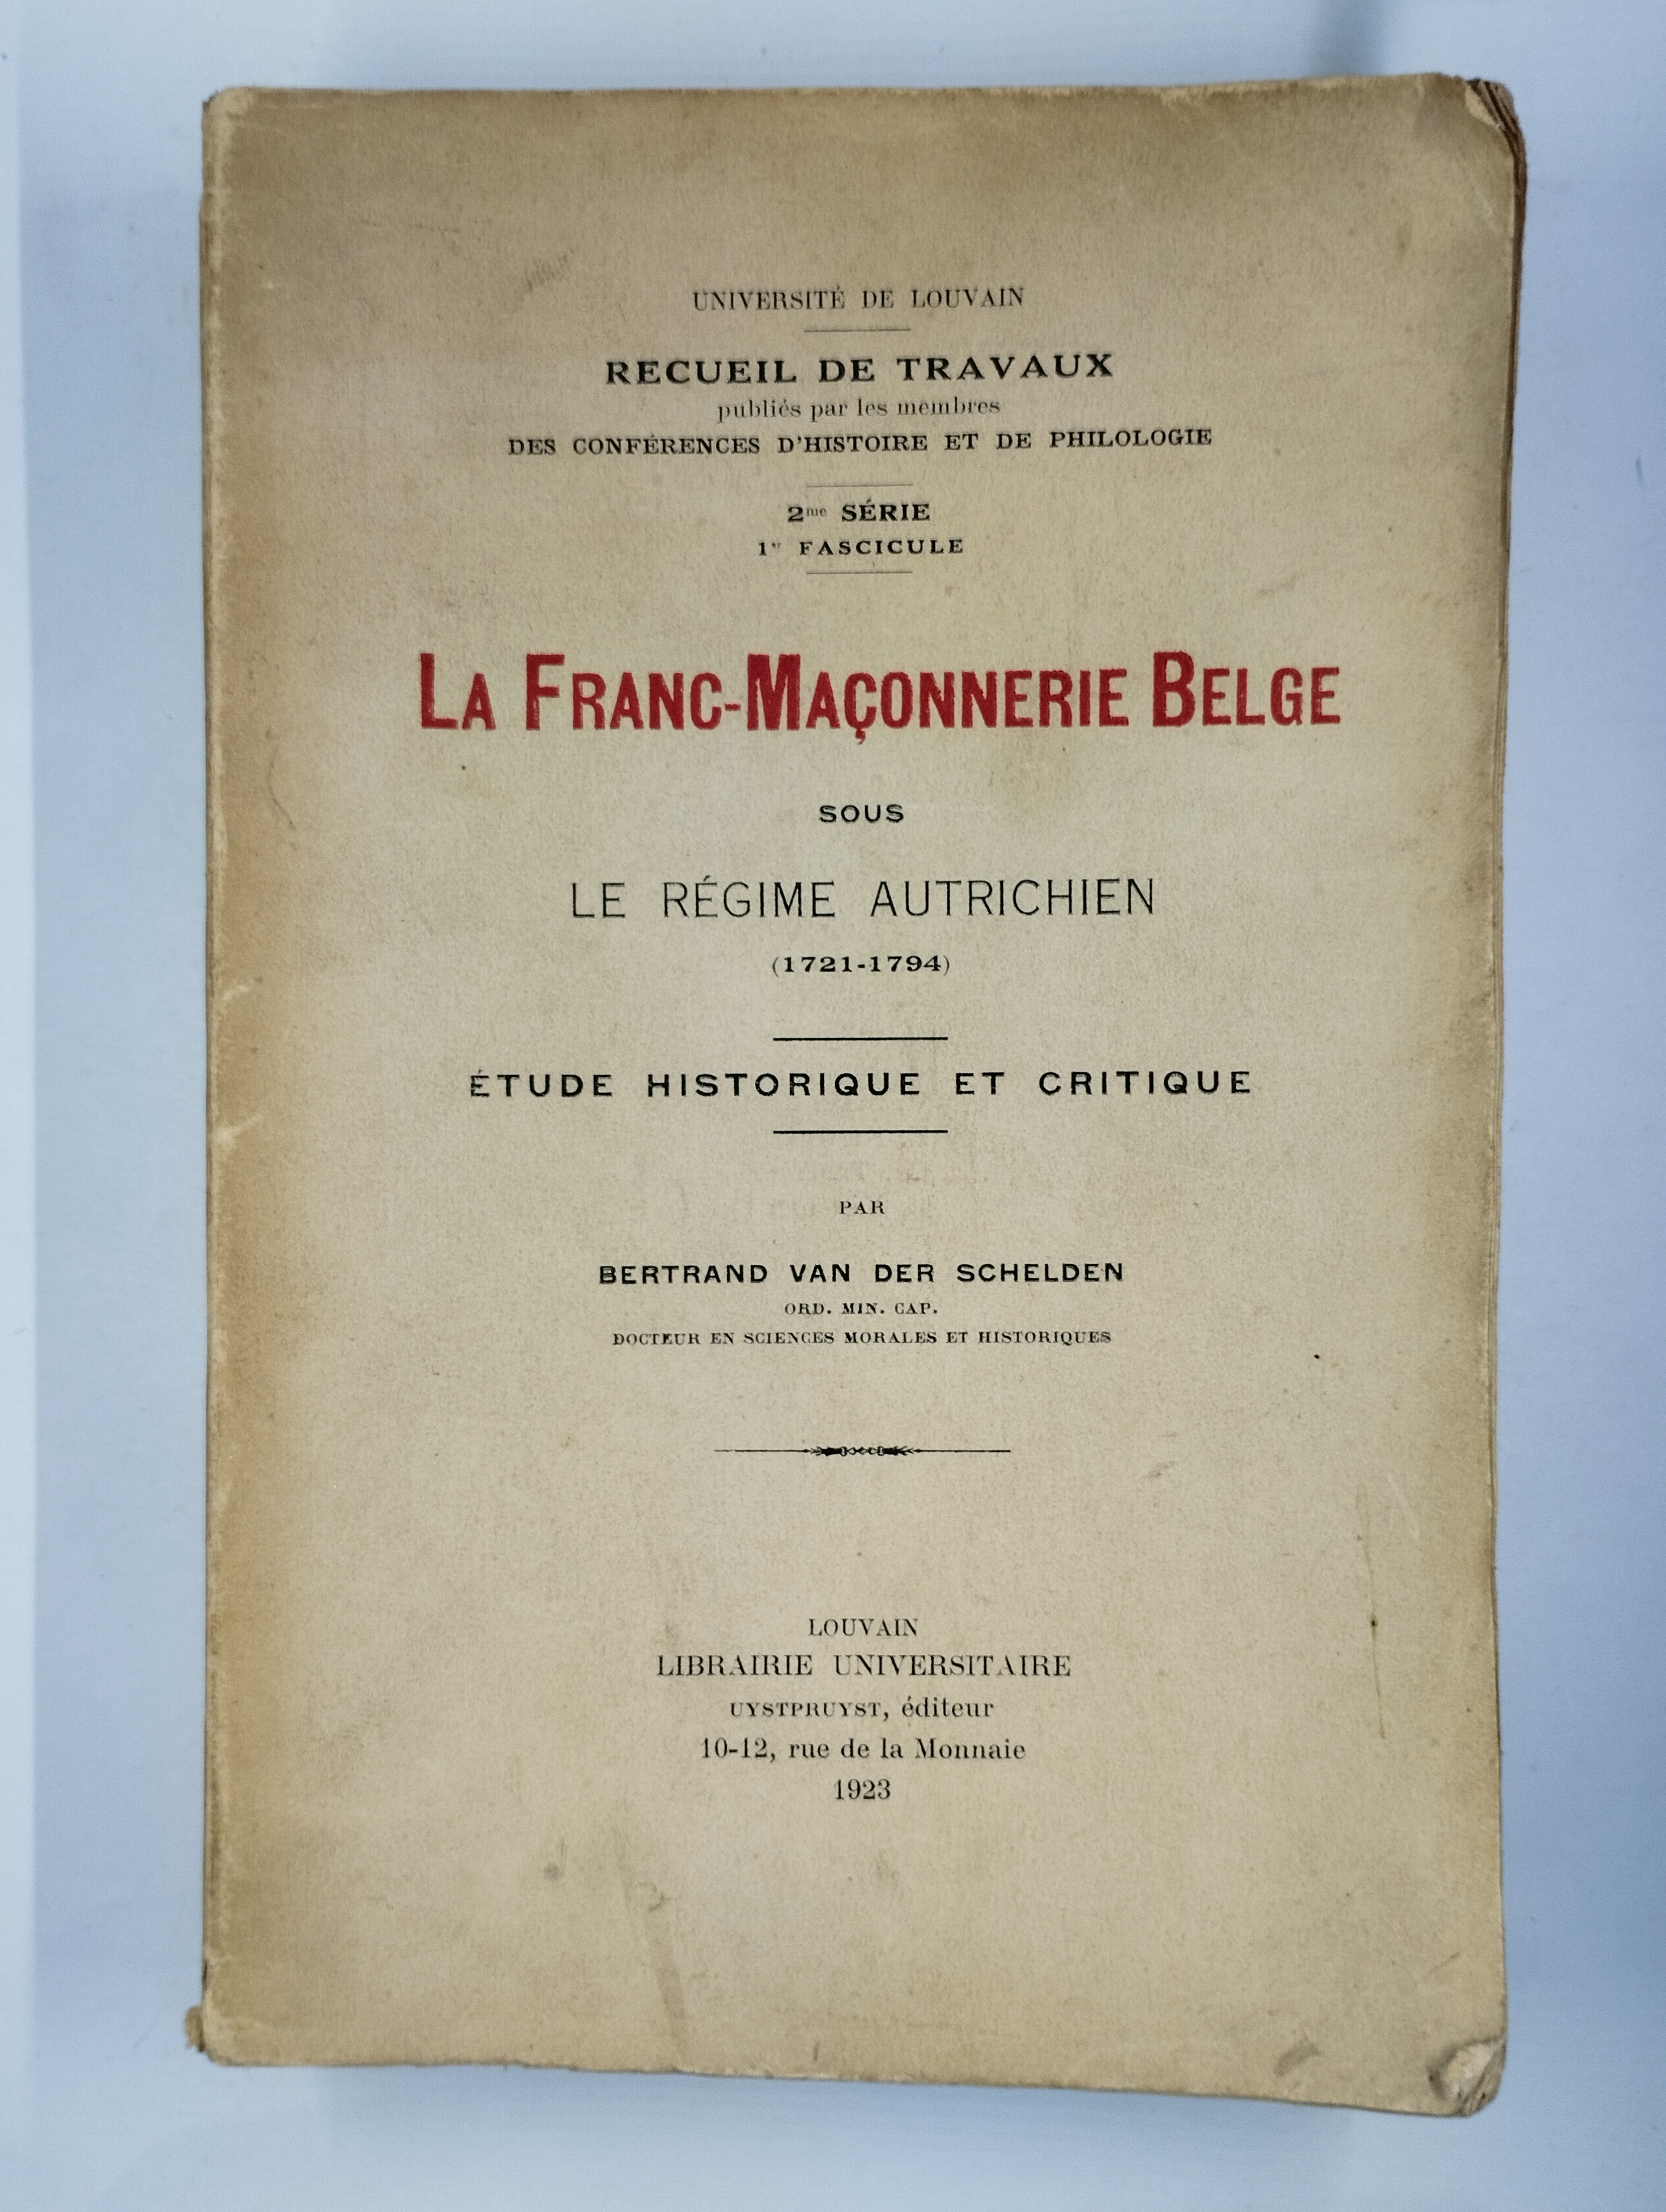 UNIVERSITÉ DE LOUVAIN
RECUEIL DE TRAVAUX
publiés par les membres
DES CONFÉRENCES D'HISTOIRE ET DE PHILOLOGIE
2me SÉRIE
1er FASCICULE
LA FRANC-MAÇONNERIE BELGE
SOUS
LE RÉGIME AUTRICHIEN
(1721-1794)
ÉTUDE HISTORIQUE ET CRITIQUE
PAR
BERTRAND VAN DER SCHELDEN
ORD. MIN. CAP.
DOCTEUR EN SCIENCES MORALES ET HISTORIQUES
LOUVAIN
LIBRAIRIE UNIVERSITAIRE
UYSTPRUYST, éditeur
10-12, rue de la Monnaie
1923